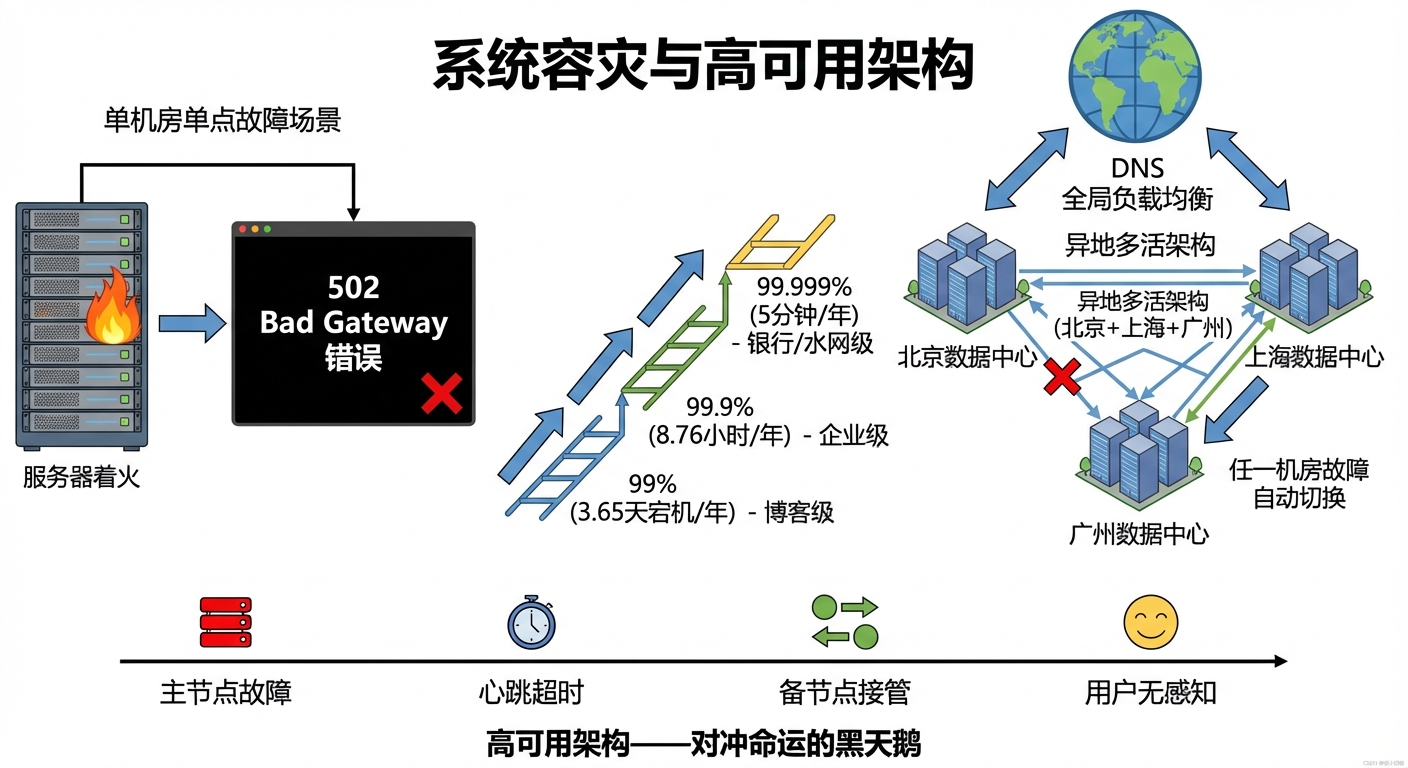 系统容灾与高可用架构
单机房单点故障场景
502
Bad Gateway
错误
服务器着火
99.999%
(5分钟/年)
- 银行/水网级
99.9%
(8.76小时/年) - 企业级
99%
(3.65天宕机/年) - 博客级
DNS
全局负载均衡
异地多活架构
异地多活架构
(北京+上海+广州)
北京数据中心
上海数据中心
任一机房故障
自动切换
广州数据中心
主节点故障
心跳超时
备节点接管
用户无感知
高可用架构——对冲命运的黑天鹅